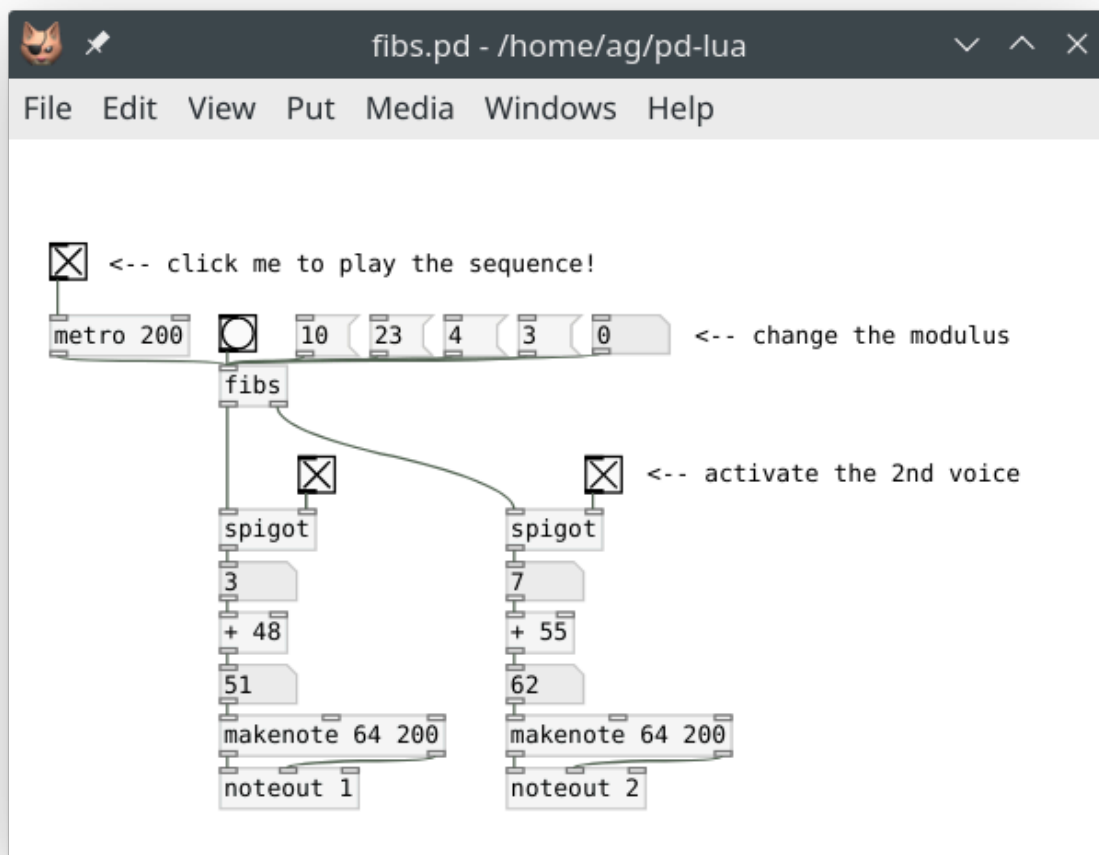 fibs.pd - /home/ag/pd-lua
File Edit View Put Media Windows Help
<-- click me to play the sequence!
metro 200 10 23 4 3 0 <-- change the modulus
fibs
<-- activate the 2nd voice
spigot spigot
3 7
+ 48 + 55
51 62
makenote 64 200 makenote 64 200
noteout 1 noteout 2